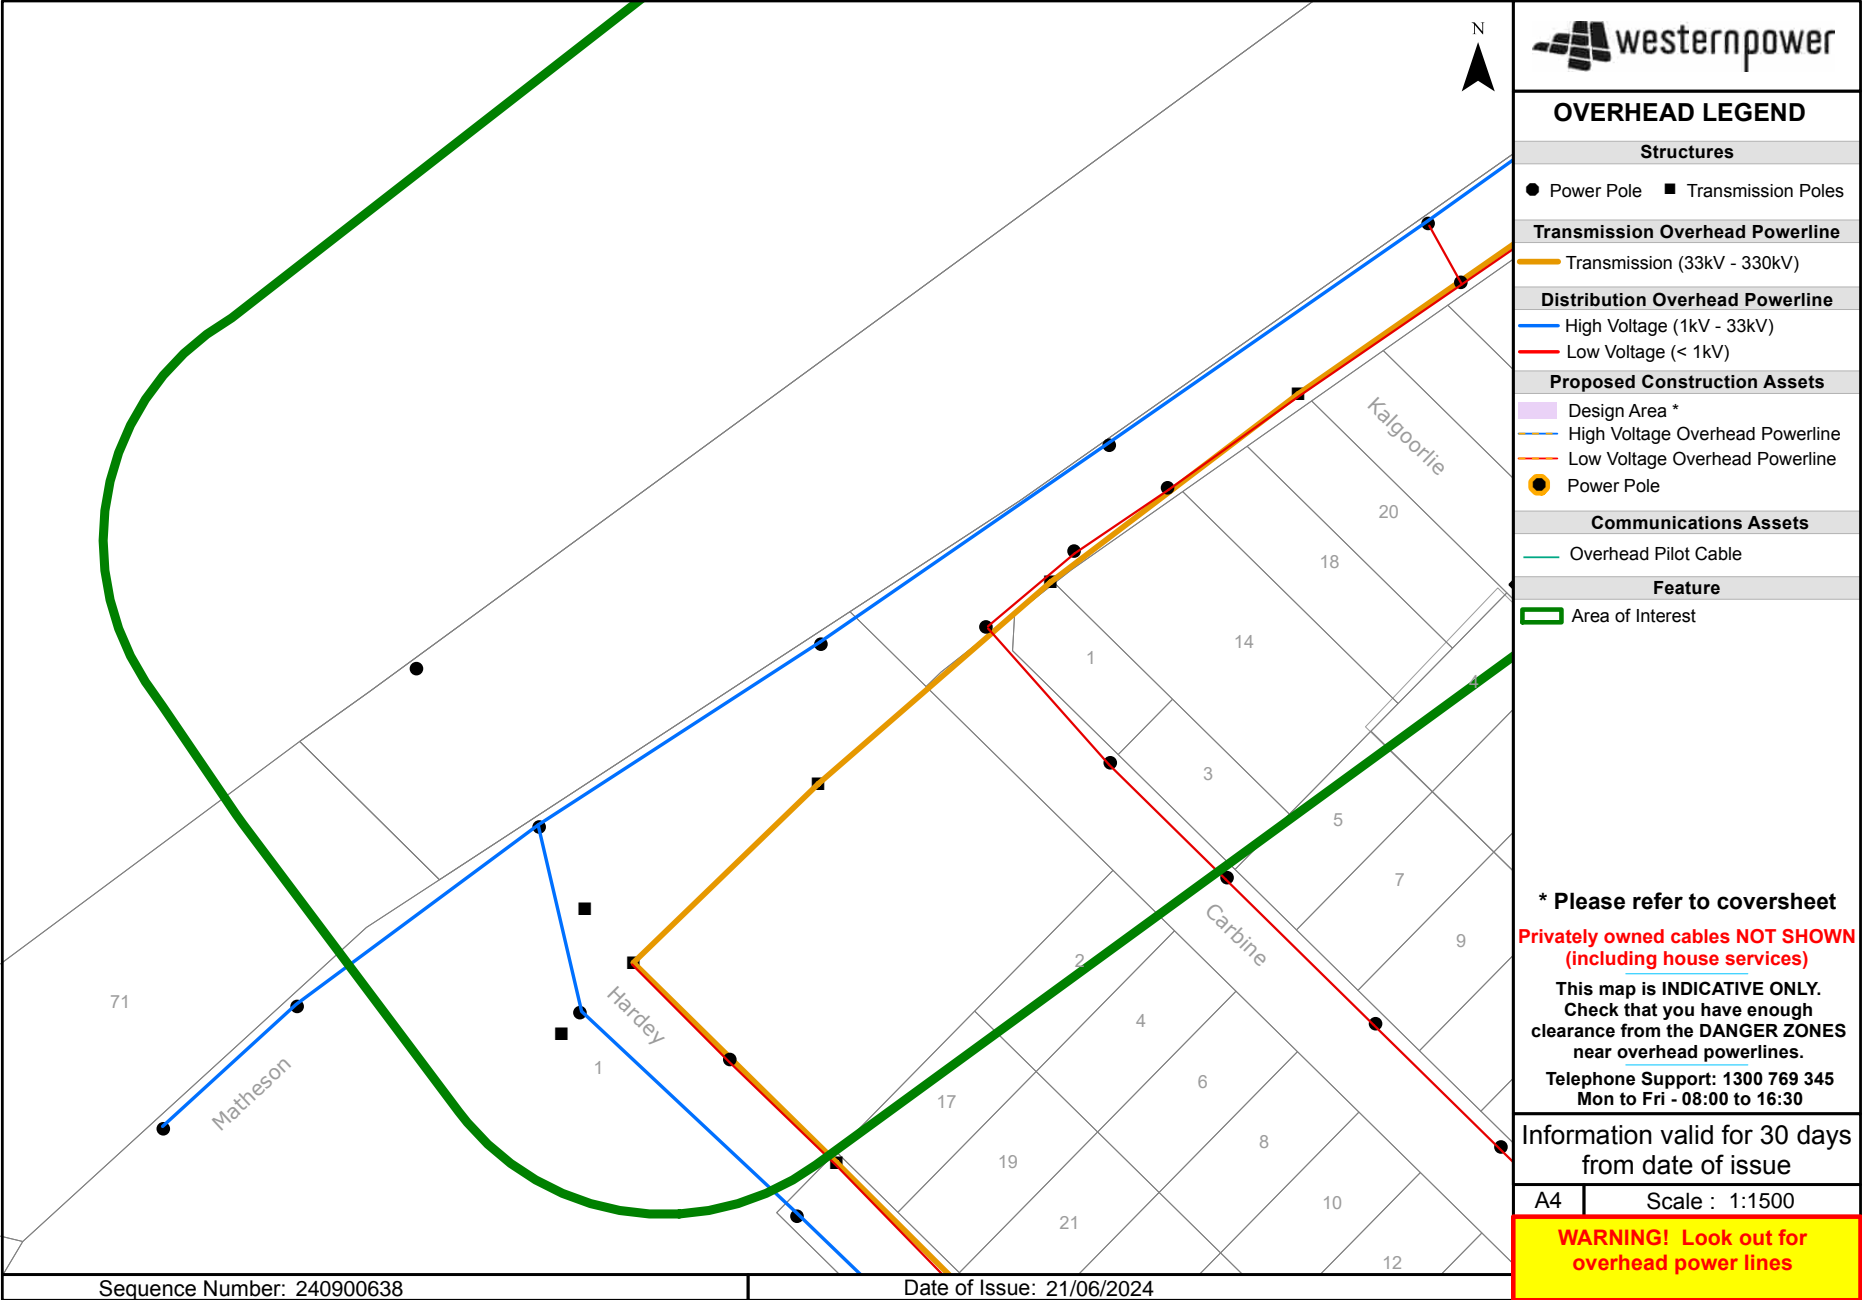 N
Kalgoorlie
20
18
14
1
4
3
5
7
9
Carbine
2
71
Hardey
4
1
6
Matheson
17
8
19
10
21
12
westernpower
OVERHEAD LEGEND
Structures
Power Pole Transmission Poles
Transmission Overhead Powerline
Transmission (33kV - 330kV)
Distribution Overhead Powerline
High Voltage (1kV - 33kV)
Low Voltage (< 1kV)
Proposed Construction Assets
Design Area *
High Voltage Overhead Powerline
Low Voltage Overhead Powerline
Power Pole
Communications Assets
Overhead Pilot Cable
Feature
Area of Interest
* Please refer to coversheet
Privately owned cables NOT SHOWN
(including house services)
This map is INDICATIVE ONLY.
Check that you have enough
clearance from the DANGER ZONES
near overhead powerlines.
Telephone Support: 1300 769 345
Mon to Fri - 08:00 to 16:30
Information valid for 30 days
from date of issue
A4 Scale : 1:1500
WARNING! Look out for
overhead power lines
Sequence Number: 240900638 Date of Issue: 21/06/2024